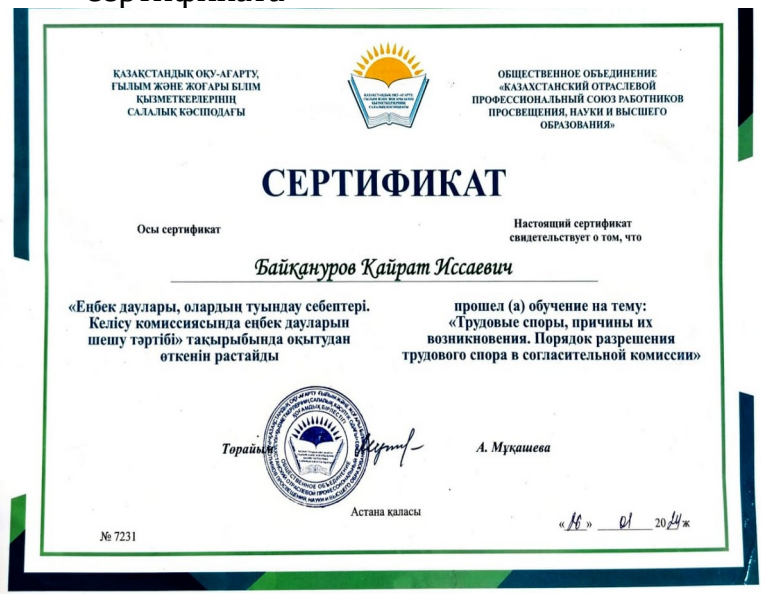 сертификата
ҚАЗАҚСТАНДЫҚ ОҚУ-АҒАРТУ,
ҒЫЛЫМ ЖӘНЕ ЖОҒАРЫ БІЛІМ
ҚЫЗМЕТКЕРЛЕРІНІҢ
САЛАЛЫҚ КӘСІПОДАҒЫ
ОБЩЕСТВЕННОЕ ОБЪЕДИНЕНИЕ
«КАЗАХСТАНСКИЙ ОТРАСЛЕВОЙ
ПРОФЕССИОНАЛЬНЫЙ СОЮЗ РАБОТНИКОВ
ПРОСВЕЩЕНИЯ, НАУКИ И ВЫСШЕГО
ОБРАЗОВАНИЯ»
СЕРТИФИКАТ
Осы сертификат
Настоящий сертификат
свидетельствует о том, что
Байқануров Қайрат Иссаевич
«Еңбек даулары, олардың туындау себептері.
Келісу комиссиясында еңбек дауларын
шешу тәртібі» тақырыбында оқытудан
өткенін растайды
прошел (а) обучение на тему:
«Трудовые споры, причины их
возникновения. Порядок разрешения
трудового спора в согласительной комиссии»
Төрайым
А. Мұқашева
Астана қаласы
«26» 01 2024 ж
№ 7231